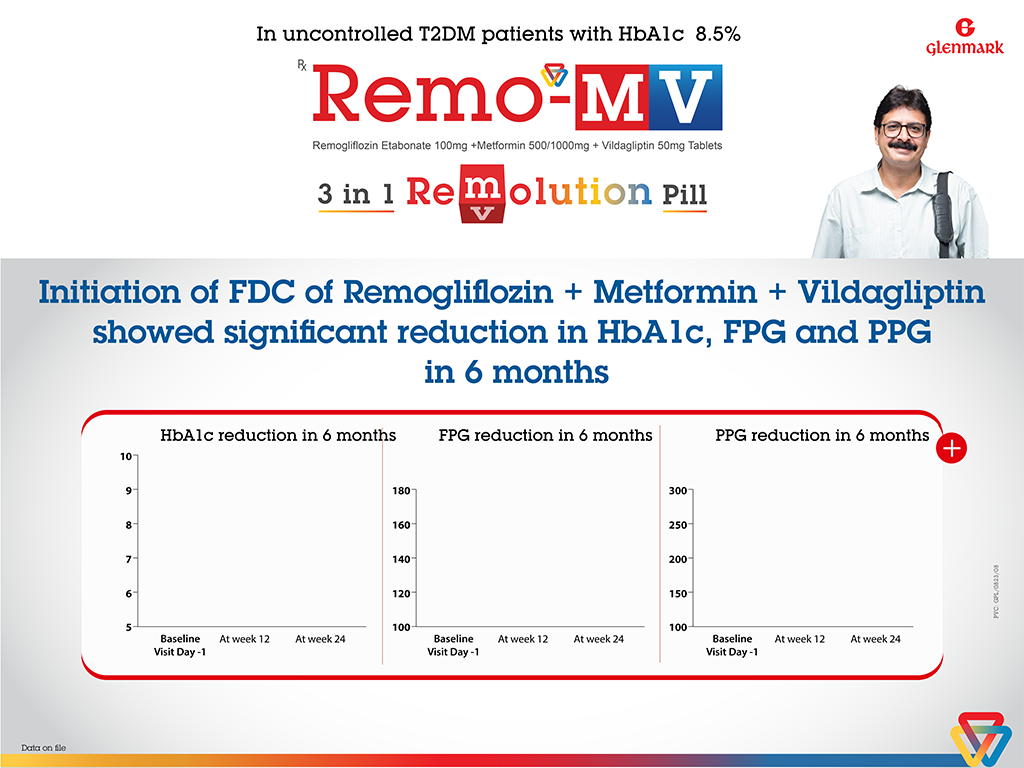 In uncontrolled T2DM patients with HbA1c 8.5%
GLENMARK
Rx
Remo-MV
Remogliflozin Etabonate 100mg +Metformin 500/1000mg + Vildagliptin 50mg Tablets
3 in 1 Remvolution Pill
Initiation of FDC of Remogliflozin + Metformin + Vildagliptin
showed significant reduction in HbA1c, FPG and PPG
in 6 months
HbA1c reduction in 6 months
10
9
8
7
6
5
Baseline
Visit Day -1
At week 12
At week 24
FPG reduction in 6 months
180
160
140
120
100
Baseline
Visit Day -1
At week 12
At week 24
PPG reduction in 6 months
+
300
250
200
150
100
Baseline
Visit Day -1
At week 12
At week 24
PYC: GPL/0823/08
Data on file